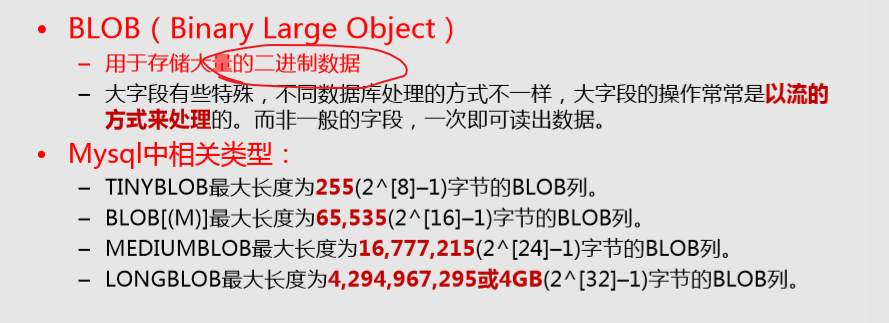 • BLOB（Binary Large Object）
– 用于存储大量的二进制数据
– 大字段有些特殊，不同数据库处理的方式不一样，大字段的操作常常是以流的
方式来处理的。而非一般的字段，一次即可读出数据。
• Mysql中相关类型：
– TINYBLOB最大长度为255(2^[8]–1)字节的BLOB列。
– BLOB[(M)]最大长度为65,535(2^[16]–1)字节的BLOB列。
– MEDIUMBLOB最大长度为16,777,215(2^[24]–1)字节的BLOB列。
– LONGBLOB最大长度为4,294,967,295或4GB(2^[32]–1)字节的BLOB列。